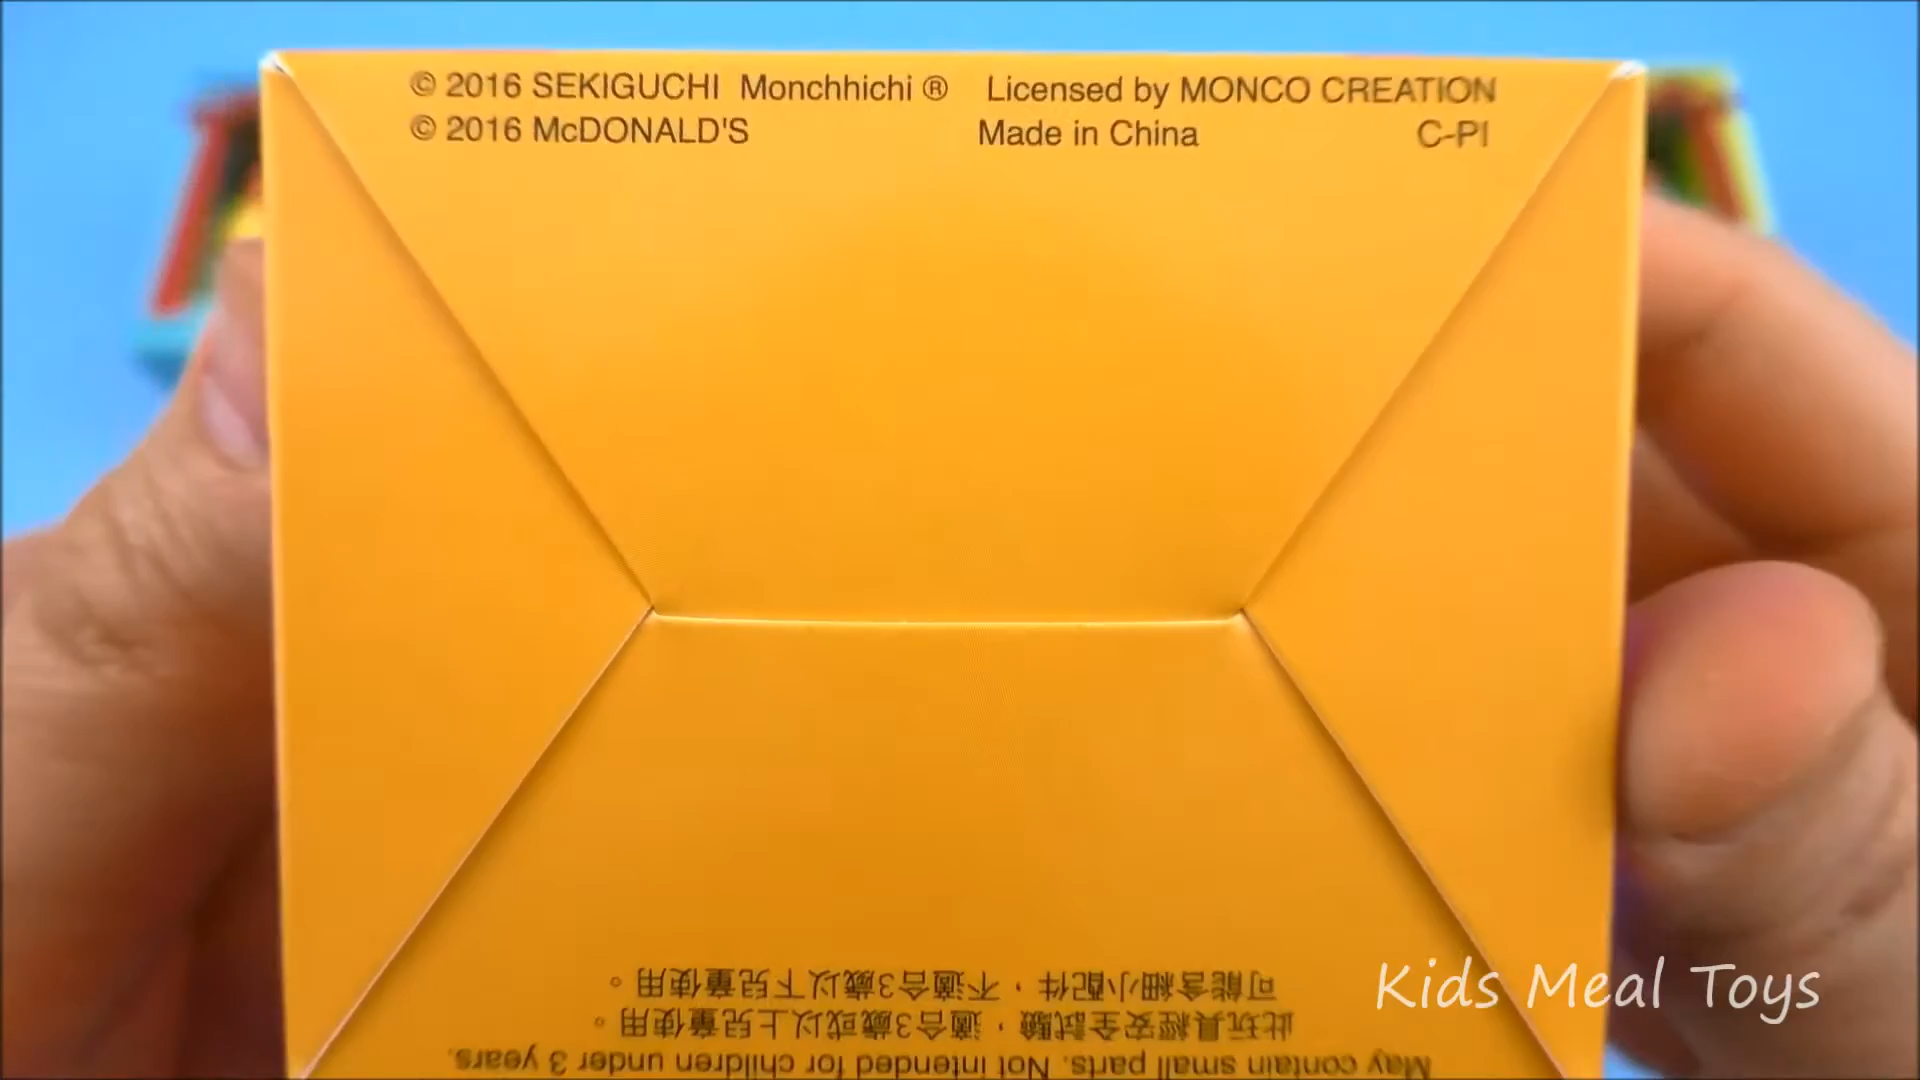 © 2016 SEKIGUCHI Monchhichi ® Licensed by MONCO CREATION
© 2016 McDONALD'S Made in China C-PI
May contain small parts. Not intended for children under 3 years.
此玩具經安全試驗，適合3歲或以上兒童使用。
可能含細小配件，不適合3歲以下兒童使用。
Kids Meal Toys